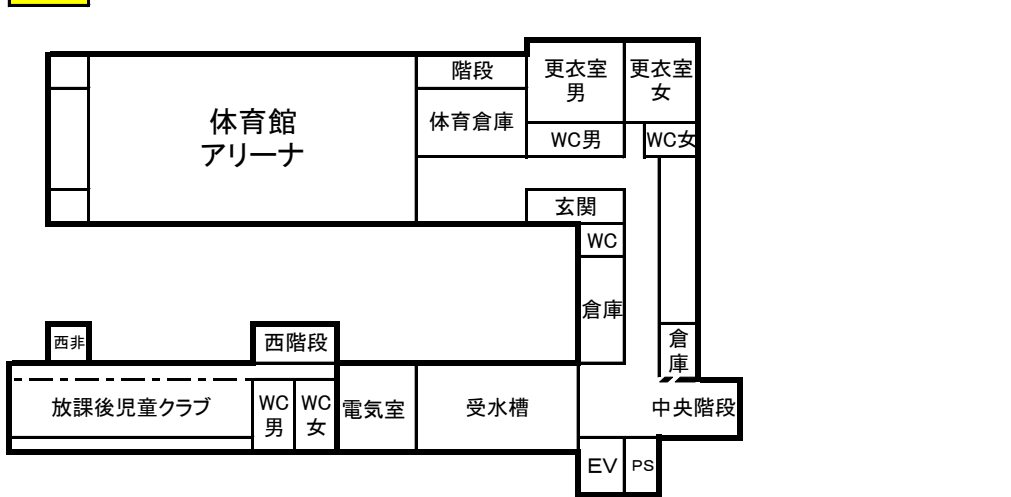 階段
更衣室
男
更衣室
女
体育館
アリーナ
体育倉庫
WC男
WC女
玄関
WC
倉庫
西非
西階段
倉
庫
放課後児童クラブ
WC
男
WC
女
電気室
受水槽
中央階段
EV
PS